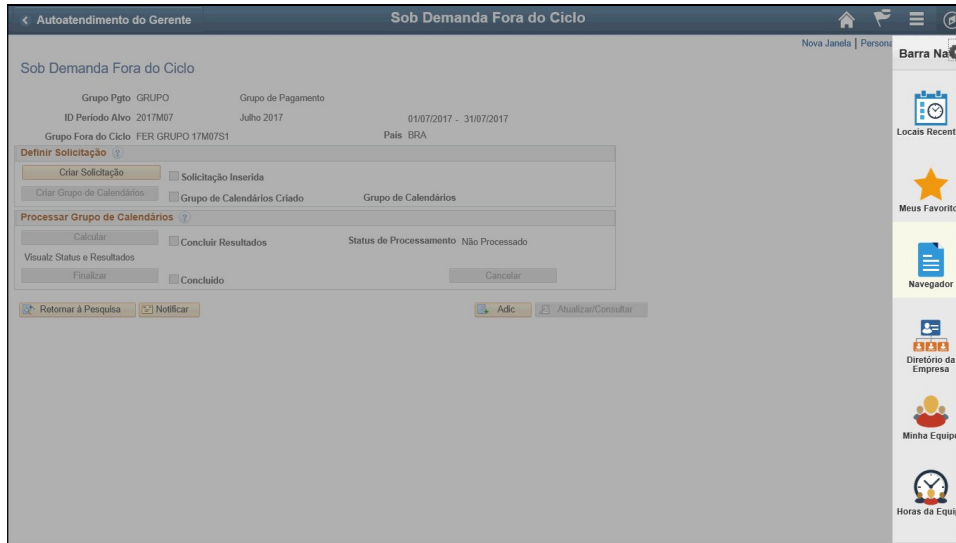 Autoatendimento do Gerente
Sob Demanda Fora do Ciclo
Nova Janela | Persona
Barra Na
Sob Demanda Fora do Ciclo
Grupo Pgto GRUPO Grupo de Pagamento
ID Período Alvo 2017M07 Julho 2017 01/07/2017 - 31/07/2017
Grupo Fora do Ciclo FER GRUPO 17M07S1 País BRA
Definir Solicitação ?
Criar Solicitação Solicitação Inserida
Criar Grupo de Calendários Grupo de Calendários Criado Grupo de Calendários
Processar Grupo de Calendários ?
Calcular Concluir Resultados Status de Processamento Não Processado
Visualz Status e Resultados
Finalizar Concluído Cancelar
Retornar à Pesquisa Notificar Adic Atualizar/Consultar
Locais Recent
Meus Favorito
Navegador
Diretório da
Empresa
Minha Equipe
Horas da Equi